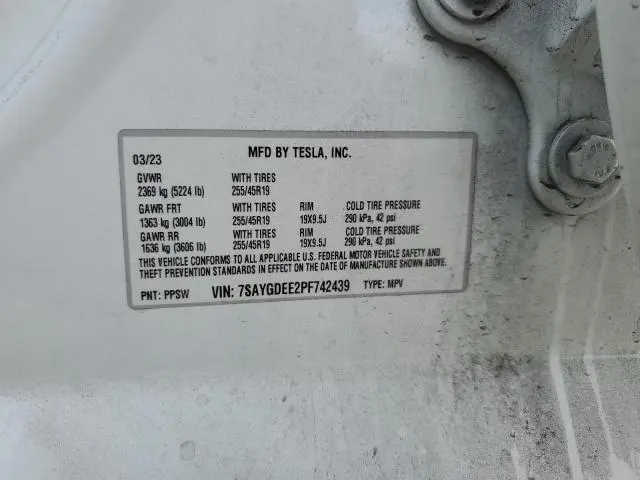 03/23 MFD BY TESLA, INC.
GVWR WITH TIRES
2369 kg (5224 lb) 255/45R19
GAWR FRT WITH TIRES RIM COLD TIRE PRESSURE
1363 kg (3004 lb) 255/45R19 19X9.5J 290 kPa, 42 psi
GAWR RR WITH TIRES RIM COLD TIRE PRESSURE
1636 kg (3606 lb) 255/45R19 19X9.5J 290 kPa, 42 psi
THIS VEHICLE CONFORMS TO ALL APPLICABLE U.S. FEDERAL MOTOR VEHICLE SAFETY AND
THEFT PREVENTION STANDARDS IN EFFECT ON THE DATE OF MANUFACTURE SHOWN ABOVE.
PNT: PPSW VIN: 7SAYGDEE2PF742439 TYPE: MPV